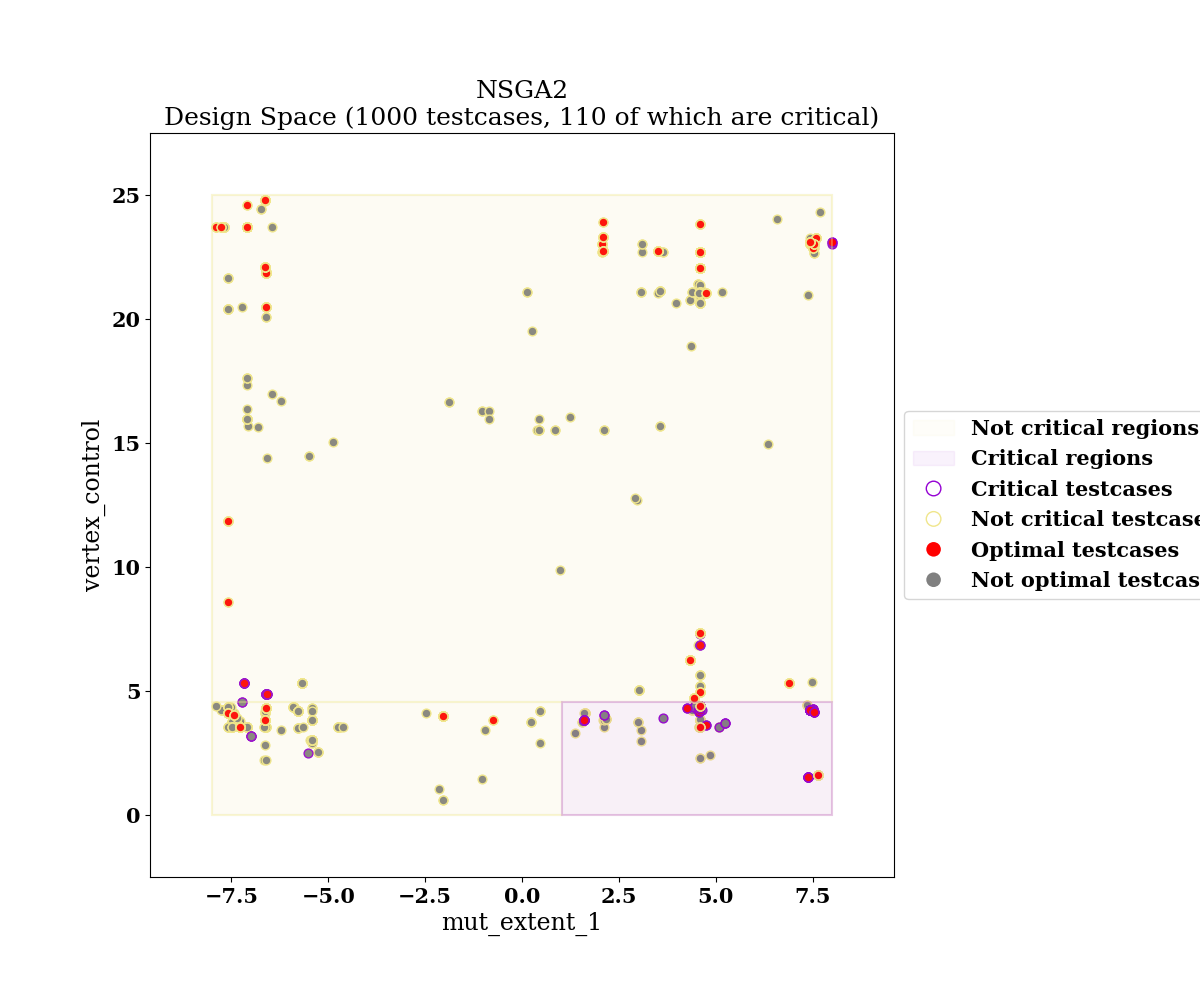 NSGA2
Design Space (1000 testcases, 110 of which are critical)
25
20
15
10
5
0
vertex_control
−7.5 −5.0 −2.5 0.0 2.5 5.0 7.5
mut_extent_1
Not critical regions
Critical regions
Critical testcases
Not critical testcase
Optimal testcases
Not optimal testcas